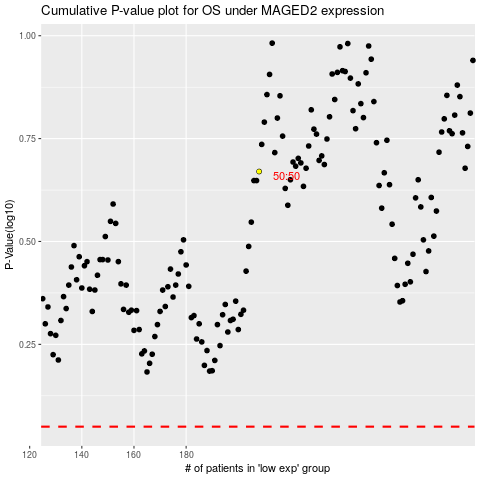 Cumulative P-value plot for OS under MAGED2 expression
P-Value(log10)
1.00
0.75
0.50
0.25
50:50
120 140 160 180
# of patients in 'low exp' group